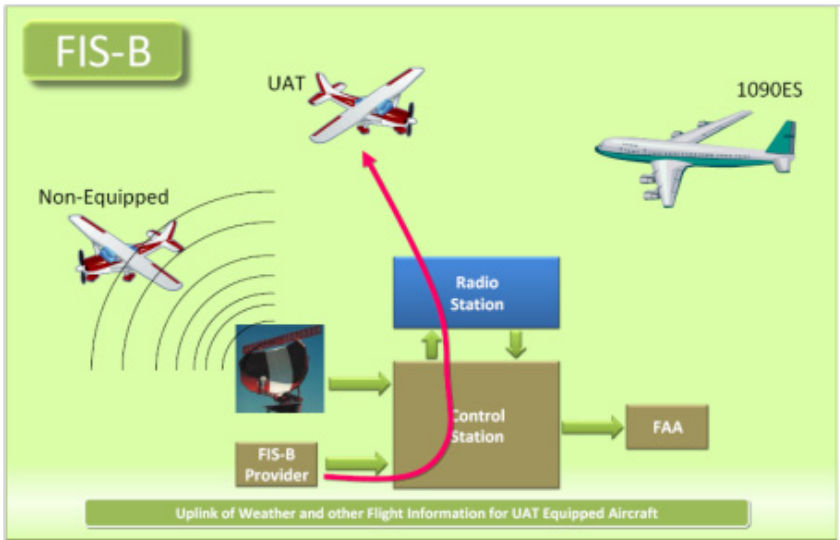 FIS-B
UAT
1090ES
Non-Equipped
Radio
Station
Control
Station
FAA
FIS-B
Provider
Uplink of Weather and other Flight Information for UAT Equipped Aircraft